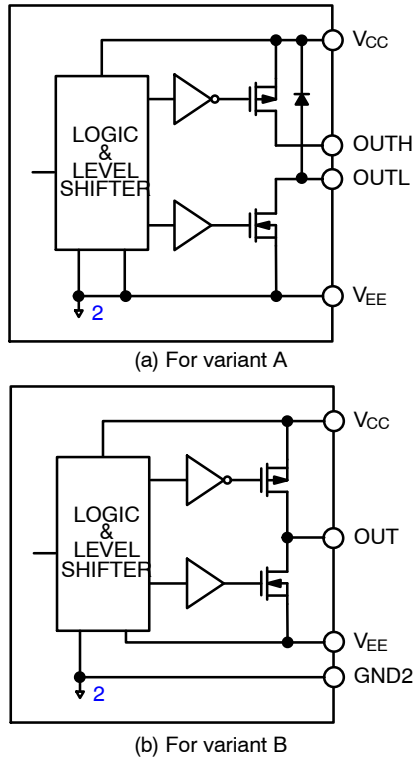 VCC
LOGIC
&
LEVEL
SHIFTER
OUTH
OUTL
VEE
2
(a) For variant A
VCC
LOGIC
&
LEVEL
SHIFTER
OUT
VEE
GND2
2
(b) For variant B